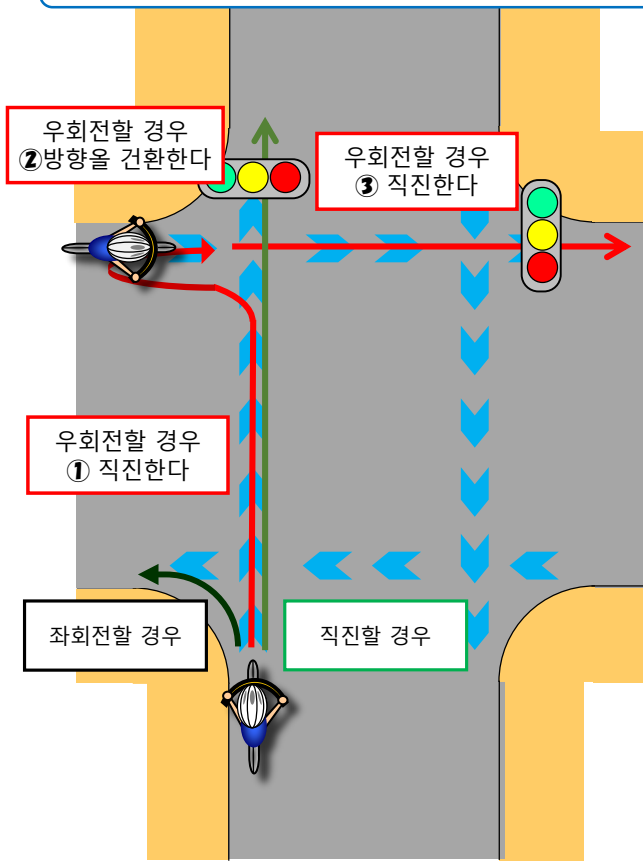 우회전할 경우
②방향올 건환한다
우회전할 경우
③ 직진한다
우회전할 경우
① 직진한다
좌회전할 경우
직진할 경우